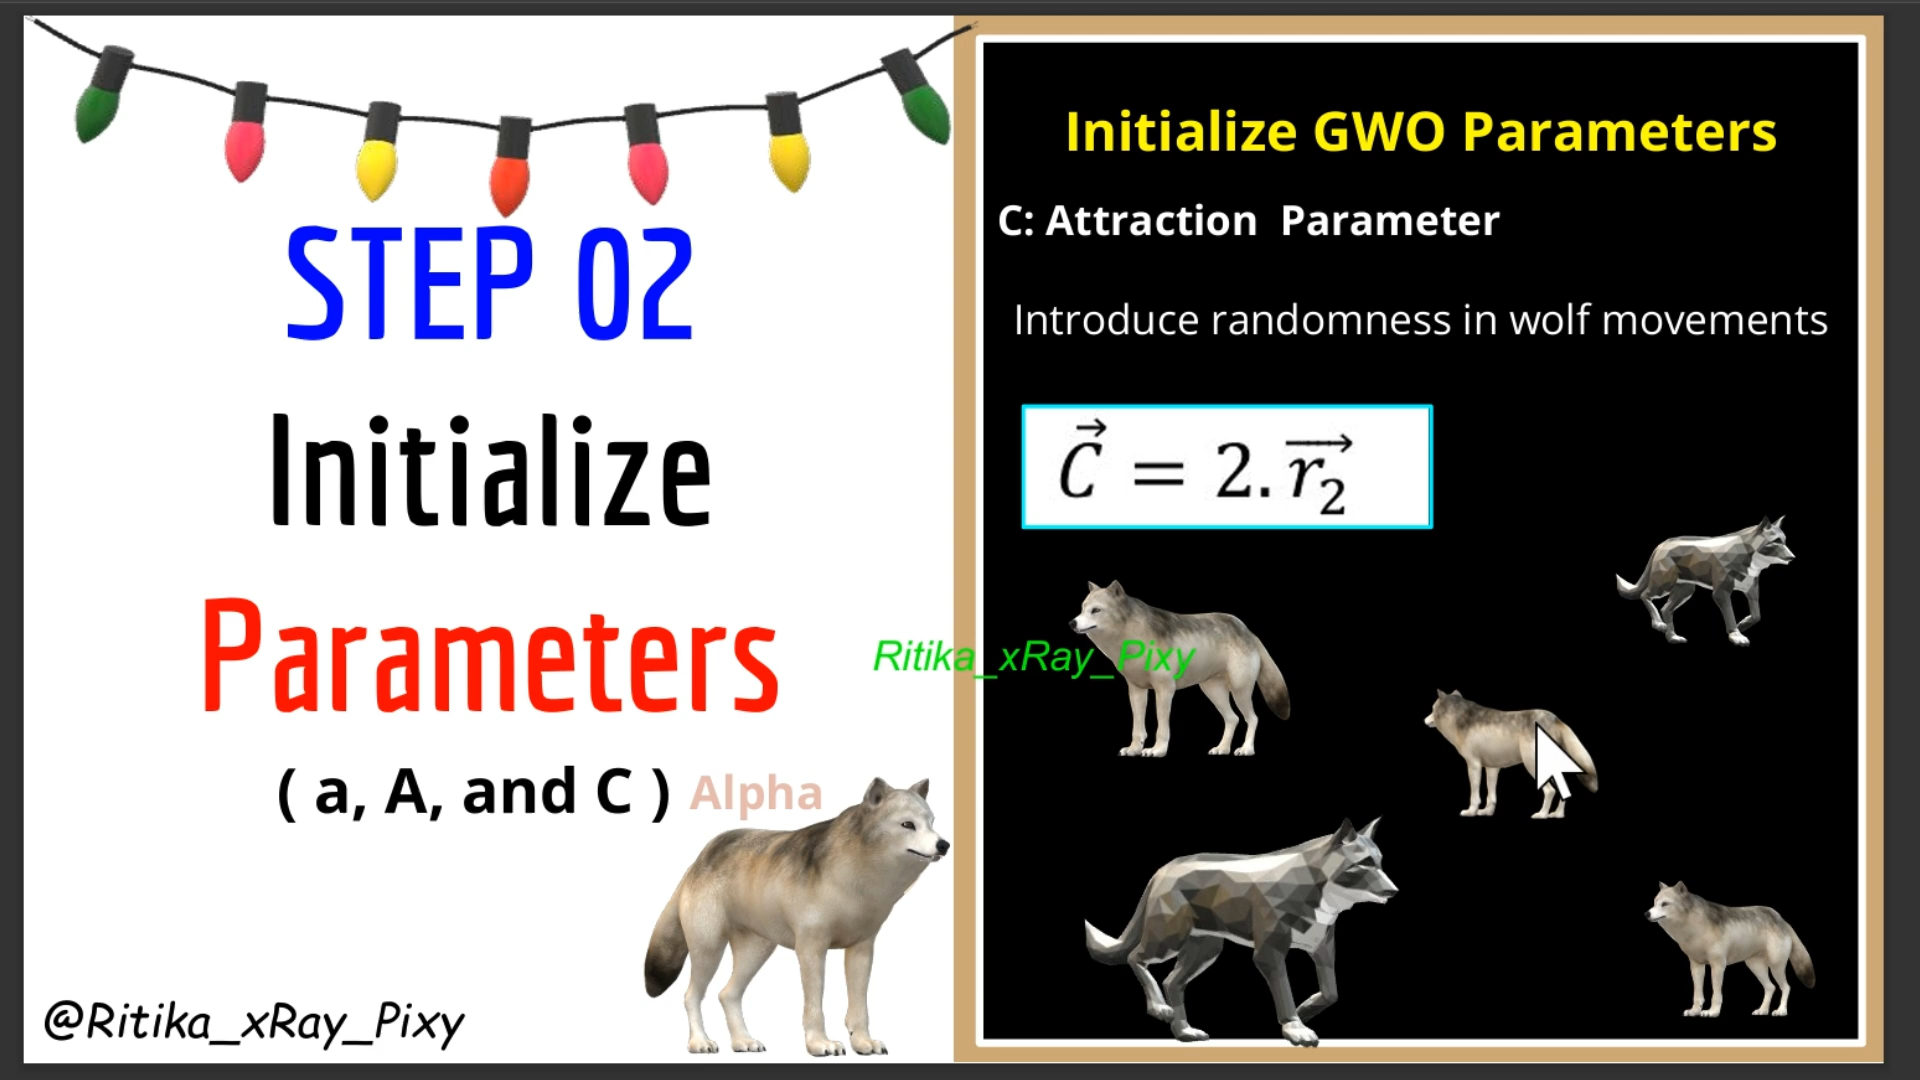 STEP 02
Initialize
Parameters
( a, A, and C )
Alpha
@Ritika_xRay_Pixy
Initialize GWO Parameters
C: Attraction Parameter
Introduce randomness in wolf movements
C⃗ = 2. r₂⃗
Ritika_xRay_Pixy